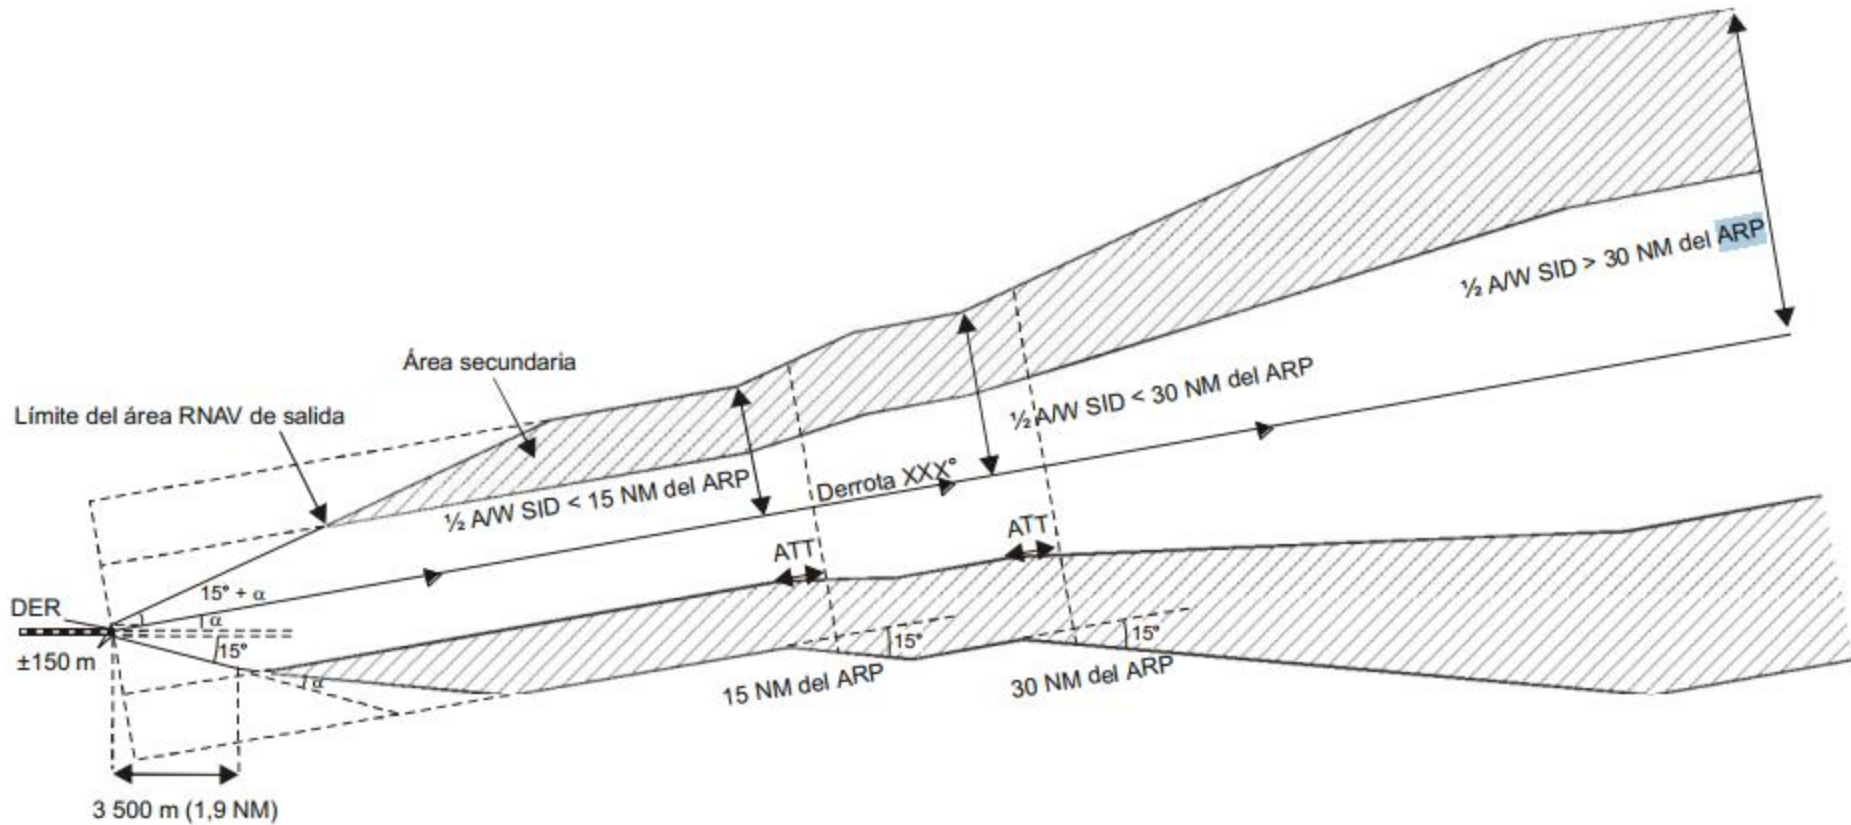 ½ A/W SID > 30 NM del ARP
Área secundaria
½ A/W SID < 30 NM del ARP
Límite del área RNAV de salida
½ A/W SID < 15 NM del ARP
Derrota XXX°
ATT
ATT
DER
15° + α
α
15°
±150 m
α
15°
15°
15 NM del ARP
30 NM del ARP
3 500 m (1,9 NM)